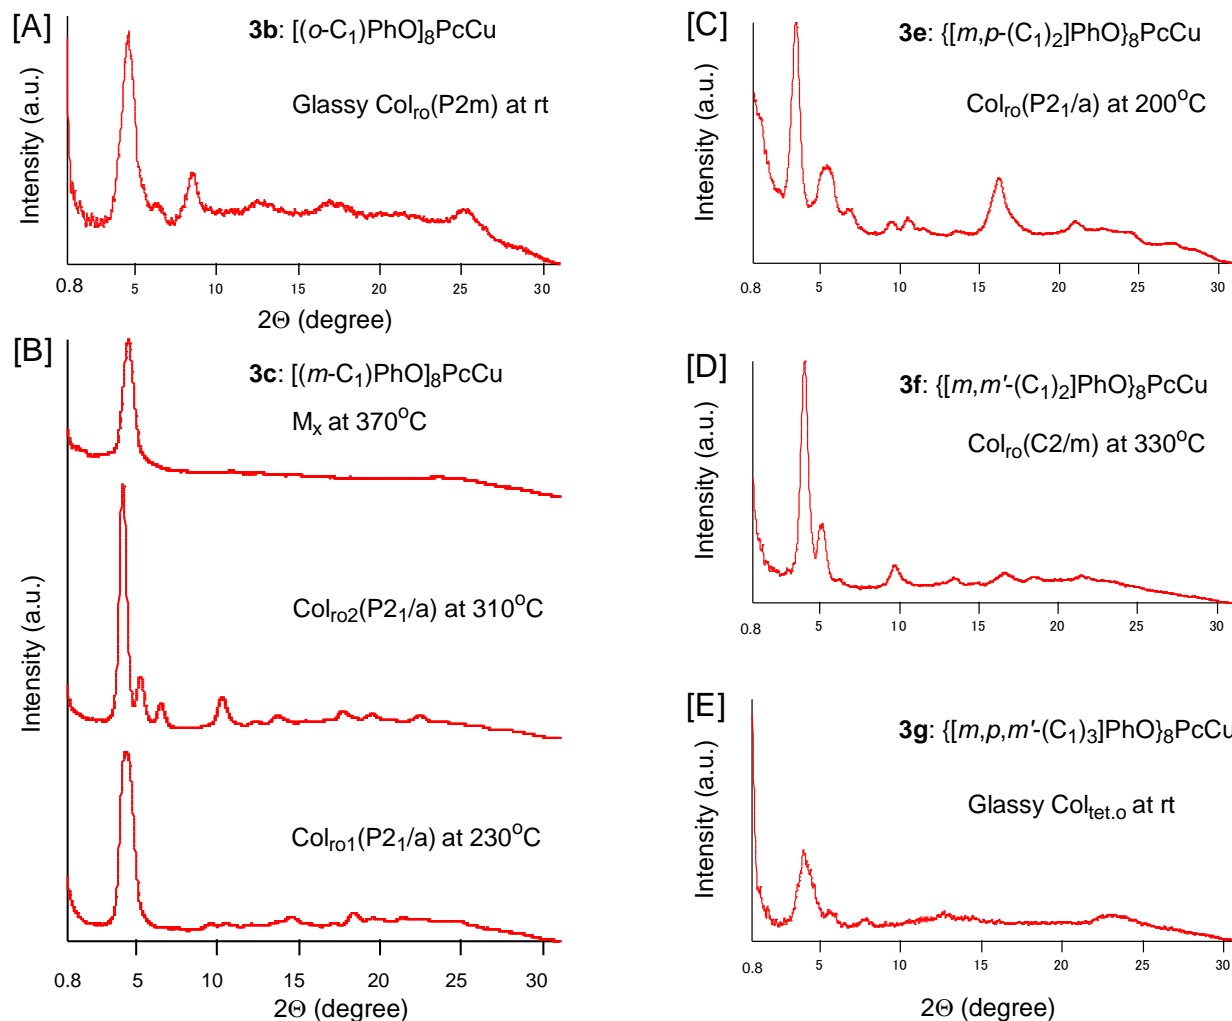 [A]
3b: [(o-C1)PhO]8PcCu
Glassy Colro(P2m) at rt
Intensity (a.u.)
0.8 5 10 15 20 25 30
2Θ (degree)
[B]
3c: [(m-C1)PhO]8PcCu
Mx at 370oC
Colro2(P21/a) at 310oC
Intensity (a.u.)
Colro1(P21/a) at 230oC
0.8 5 10 15 20 25 30
2Θ (degree)
[C]
3e: {[m,p-(C1)2]PhO}8PcCu
Colro(P21/a) at 200oC
Intensity (a.u.)
0.8 5 10 15 20 25 30
[D]
3f: {[m,m′-(C1)2]PhO}8PcCu
Colro(C2/m) at 330oC
Intensity (a.u.)
0.8 5 10 15 20 25 30
[E]
3g: {[m,p,m′-(C1)3]PhO}8PcCu
Glassy Coltet.o at rt
Intensity (a.u.)
0.8 5 10 15 20 25 30
2Θ (degree)